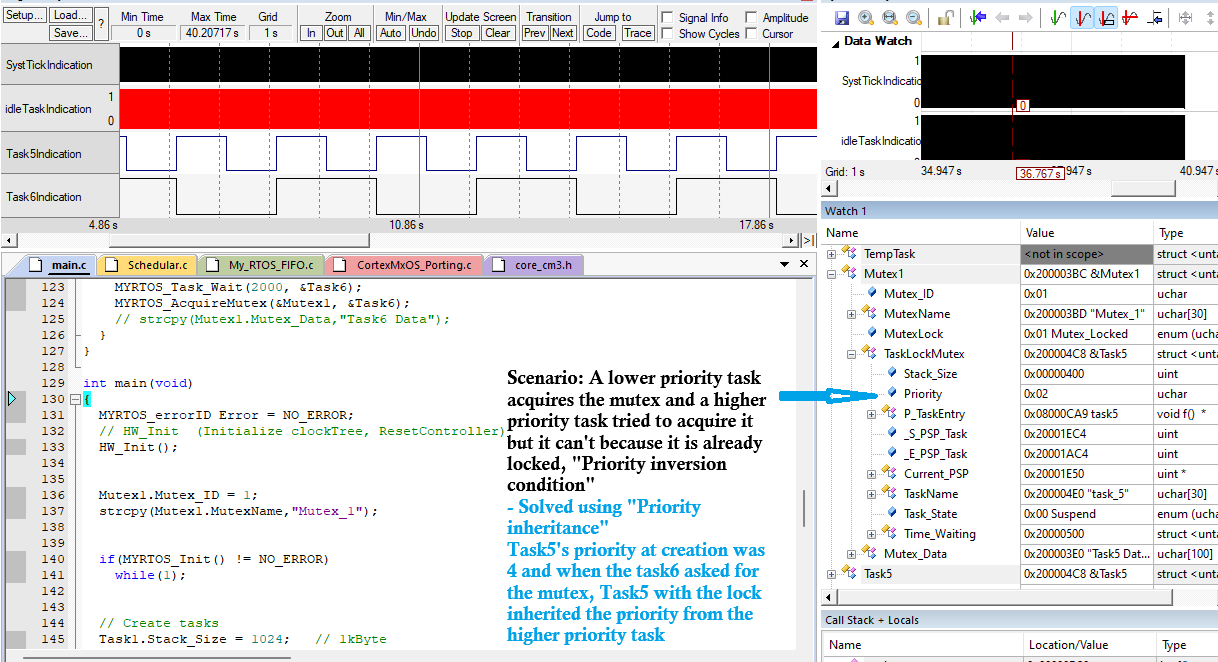 Setup... Load... ? Min Time Max Time Grid Zoom Min/Max Update Screen Transition Jump to Signal Info Amplitude
Save... 0 s 40.20717 s 1 s In Out All Auto Undo Stop Clear Prev Next Code Trace Show Cycles Cursor
SystTickIndication
idleTaskIndication 1
0
Task5Indication
Task6Indication
4.86 s 10.86 s 17.86 s
main.c Schedular.c My_RTOS_FIFO.c CortexMxOS_Porting.c core_cm3.h
123 MYRTOS_Task_Wait(2000, &Task6);
124 MYRTOS_AcquireMutex(&Mutex1, &Task6);
125 // strcpy(Mutex1.Mutex_Data,"Task6 Data");
126 }
127 }
128
129 int main(void)
130 {
131 MYRTOS_errorID Error = NO_ERROR;
132 // HW_Init (Initialize clockTree, ResetController)
133 HW_Init();
134
135
136 Mutex1.Mutex_ID = 1;
137 strcpy(Mutex1.MutexName,"Mutex_1");
138
139
140 if(MYRTOS_Init() != NO_ERROR)
141 while(1);
142
143
144 // Create tasks
145 Task1.Stack_Size = 1024; // 1kByte
Scenario: A lower priority task
acquires the mutex and a higher
priority task tried to acquire it
but it can't because it is already
locked, "Priority inversion
condition"
- Solved using "Priority
inheritance"
Task5's priority at creation was
4 and when the task6 asked for
the mutex, Task5 with the lock
inherited the priority from the
higher priority task
Data Watch
1
SystTickIndicatio
0
0
1
idleTaskIndicatio
Grid: 1 s 34.947 s 36.767 s 947 s 40.947 s
Watch 1
Name Value Type
TempTask <not in scope> struct <unta
Mutex1 0x200003BC &Mutex1 struct <unta
Mutex_ID 0x01 uchar
MutexName 0x200003BD "Mutex_1" uchar[30]
MutexLock 0x01 Mutex_Locked enum (uchar
TaskLockMutex 0x200004C8 &Task5 struct <unta
Stack_Size 0x00000400 uint
Priority 0x02 uchar
P_TaskEntry 0x08000CA9 task5 void f() *
_S_PSP_Task 0x20001EC4 uint
_E_PSP_Task 0x20001AC4 uint
Current_PSP 0x20001E50 uint *
TaskName 0x200004E0 "task_5" uchar[30]
Task_State 0x00 Suspend enum (uchar
Time_Waiting 0x20000500 struct <unta
Mutex_Data 0x200003E0 "Task5 Dat... uchar[100]
Task5 0x200004C8 &Task5 struct <unta
Call Stack + Locals
Name Location/Value Type